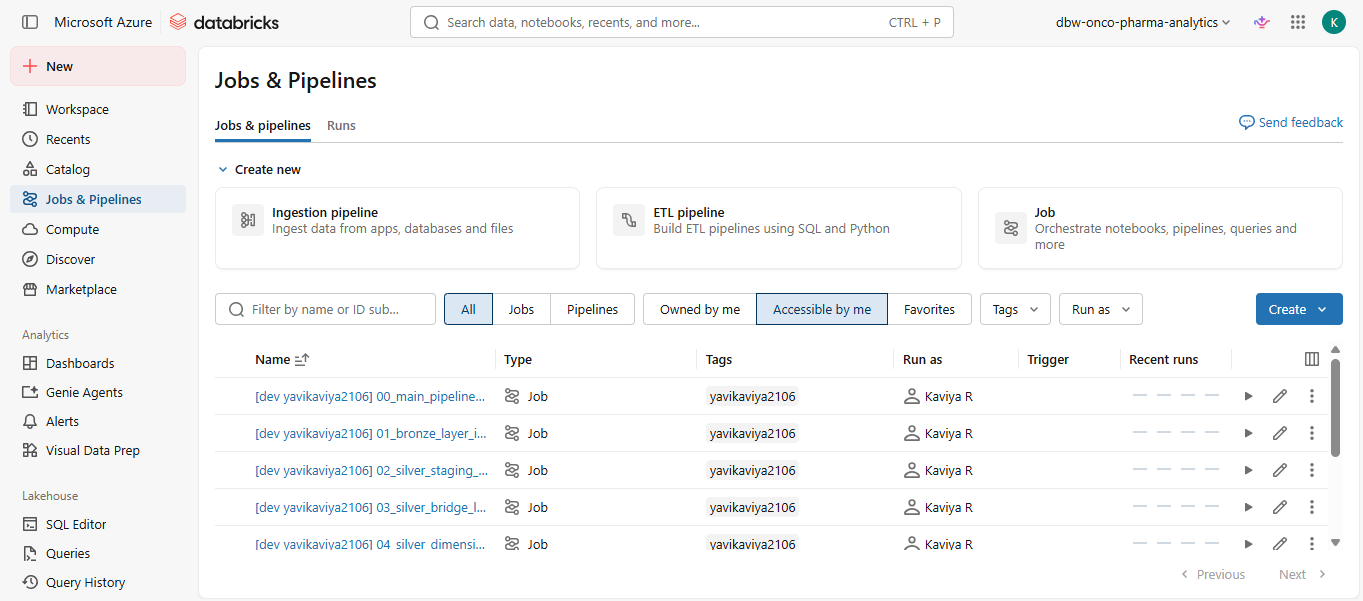 Microsoft Azure databricks Search data, notebooks, recents, and more... CTRL + P dbw-onco-pharma-analytics K
New
Workspace
Recents
Catalog
Jobs & Pipelines
Compute
Discover
Marketplace
Analytics
Dashboards
Genie Agents
Alerts
Visual Data Prep
Lakehouse
SQL Editor
Queries
Query History
Jobs & Pipelines
Jobs & pipelines Runs Send feedback
Create new
Ingestion pipeline
Ingest data from apps, databases and files
ETL pipeline
Build ETL pipelines using SQL and Python
Job
Orchestrate notebooks, pipelines, queries and
more
Filter by name or ID sub... All Jobs Pipelines Owned by me Accessible by me Favorites Tags Run as Create
Name Type Tags Run as Trigger Recent runs
[dev yavikaviya2106] 00_main_pipeline... Job yavikaviya2106 Kaviya R
[dev yavikaviya2106] 01_bronze_layer_i... Job yavikaviya2106 Kaviya R
[dev yavikaviya2106] 02_silver_staging_... Job yavikaviya2106 Kaviya R
[dev yavikaviya2106] 03_silver_bridge_l... Job yavikaviya2106 Kaviya R
[dev yavikaviya2106] 04_silver_dimensi... Job yavikaviya2106 Kaviya R
Previous Next